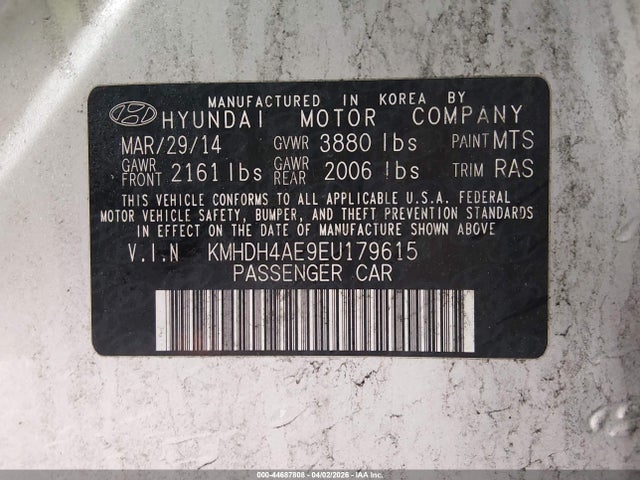 MANUFACTURED IN KOREA BY
HYUNDAI MOTOR COMPANY
MAR/29/14 GVWR 3880 lbs PAINT MTS
GAWR FRONT 2161 lbs GAWR REAR 2006 lbs TRIM RAS
THIS VEHICLE CONFORMS TO ALL APPLICABLE U.S.A. FEDERAL
MOTOR VEHICLE SAFETY, BUMPER, AND THEFT PREVENTION STANDARDS
IN EFFECT ON THE DATE OF MANUFACTURE SHOWN ABOVE.
V.I.N KMHDH4AE9EU179615
PASSENGER CAR
000-44687808 - 04/02/2026 - IAA Inc.